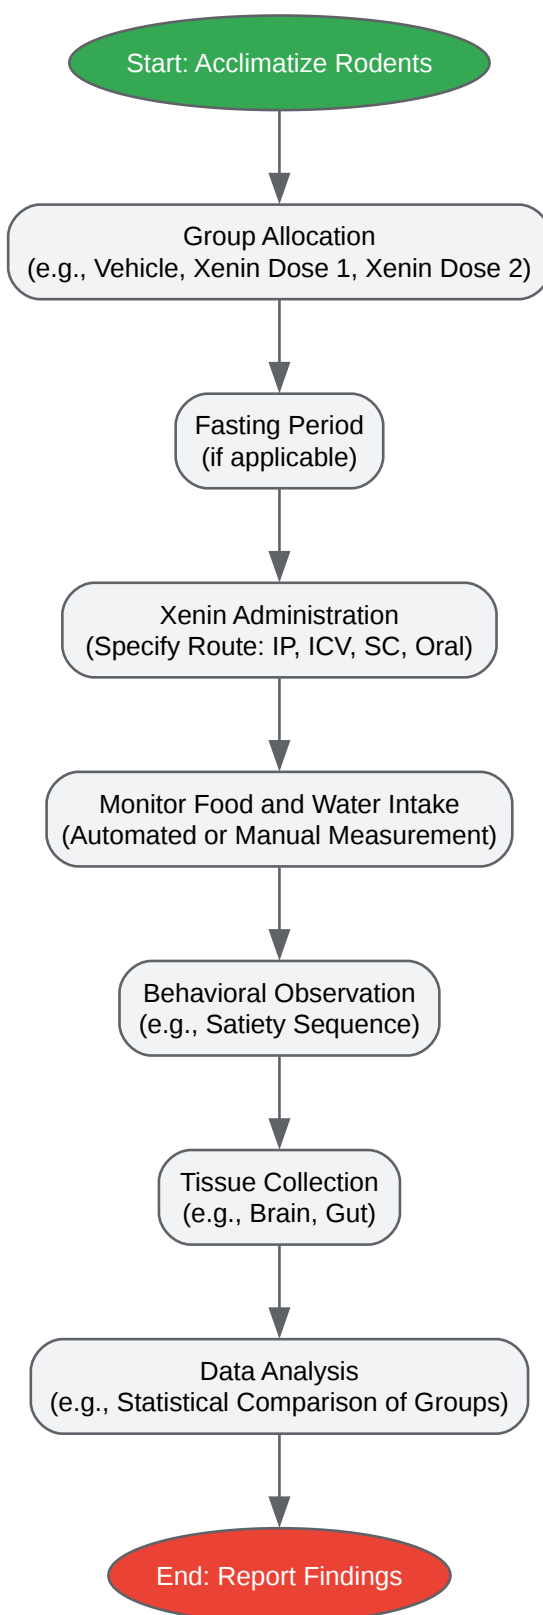 Start: Acclimatize Rodents
Group Allocation
(e.g., Vehicle, Xenin Dose 1, Xenin Dose 2)
Fasting Period
(if applicable)
Xenin Administration
(Specify Route: IP, ICV, SC, Oral)
Monitor Food and Water Intake
(Automated or Manual Measurement)
Behavioral Observation
(e.g., Satiety Sequence)
Tissue Collection
(e.g., Brain, Gut)
Data Analysis
(e.g., Statistical Comparison of Groups)
End: Report Findings